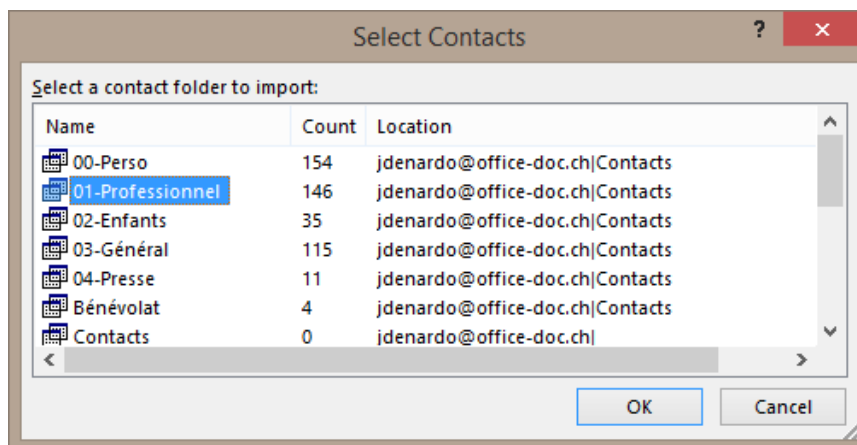 Select Contacts
?
Select a contact folder to import:
Name Count Location
00-Perso 154 jdenardo@office-doc.ch|Contacts
01-Professionnel 146 jdenardo@office-doc.ch|Contacts
02-Enfants 35 jdenardo@office-doc.ch|Contacts
03-Général 115 jdenardo@office-doc.ch|Contacts
04-Presse 11 jdenardo@office-doc.ch|Contacts
Bénévolat 4 jdenardo@office-doc.ch|Contacts
Contacts 0 jdenardo@office-doc.ch|
OK Cancel